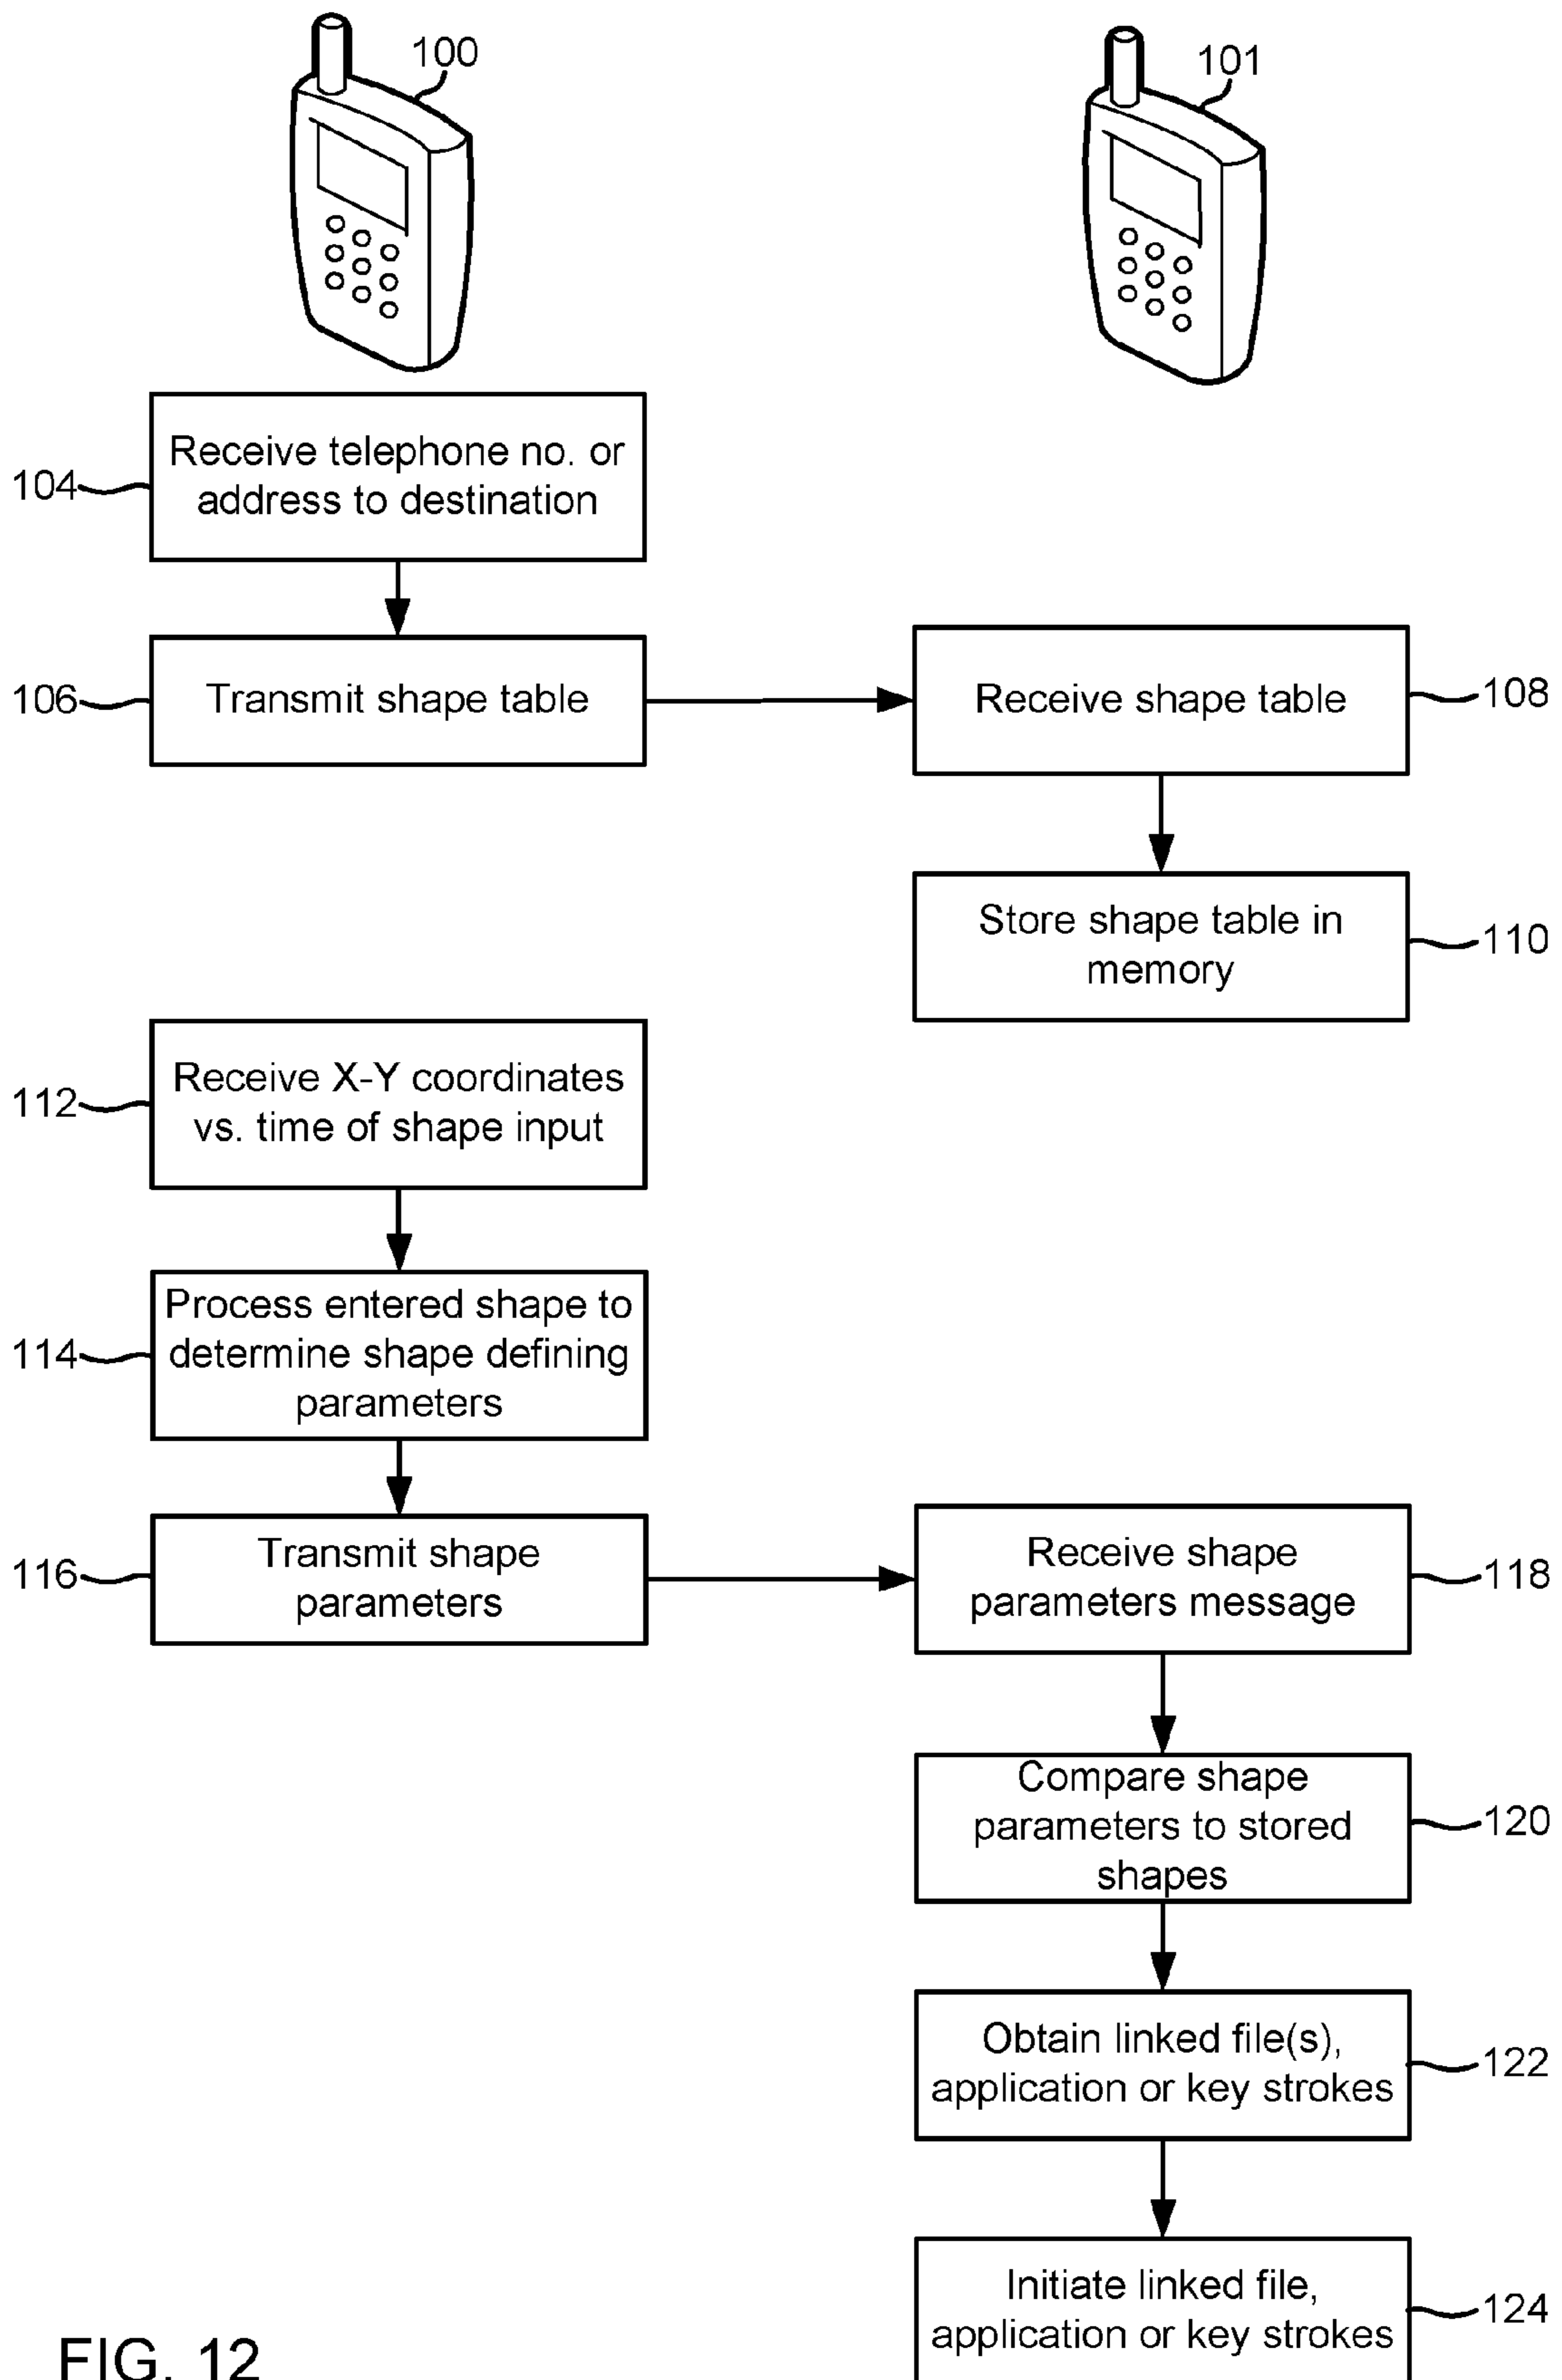 100
101
104
Receive telephone no. or
address to destination
106
Transmit shape table
Receive shape table
108
Store shape table in
memory
110
112
Receive X-Y coordinates
vs. time of shape input
114
Process entered shape to
determine shape defining
parameters
116
Transmit shape
parameters
Receive shape
parameters message
118
Compare shape
parameters to stored
shapes
120
Obtain linked file(s),
application or key strokes
122
Initiate linked file,
application or key strokes
124
FIG. 12